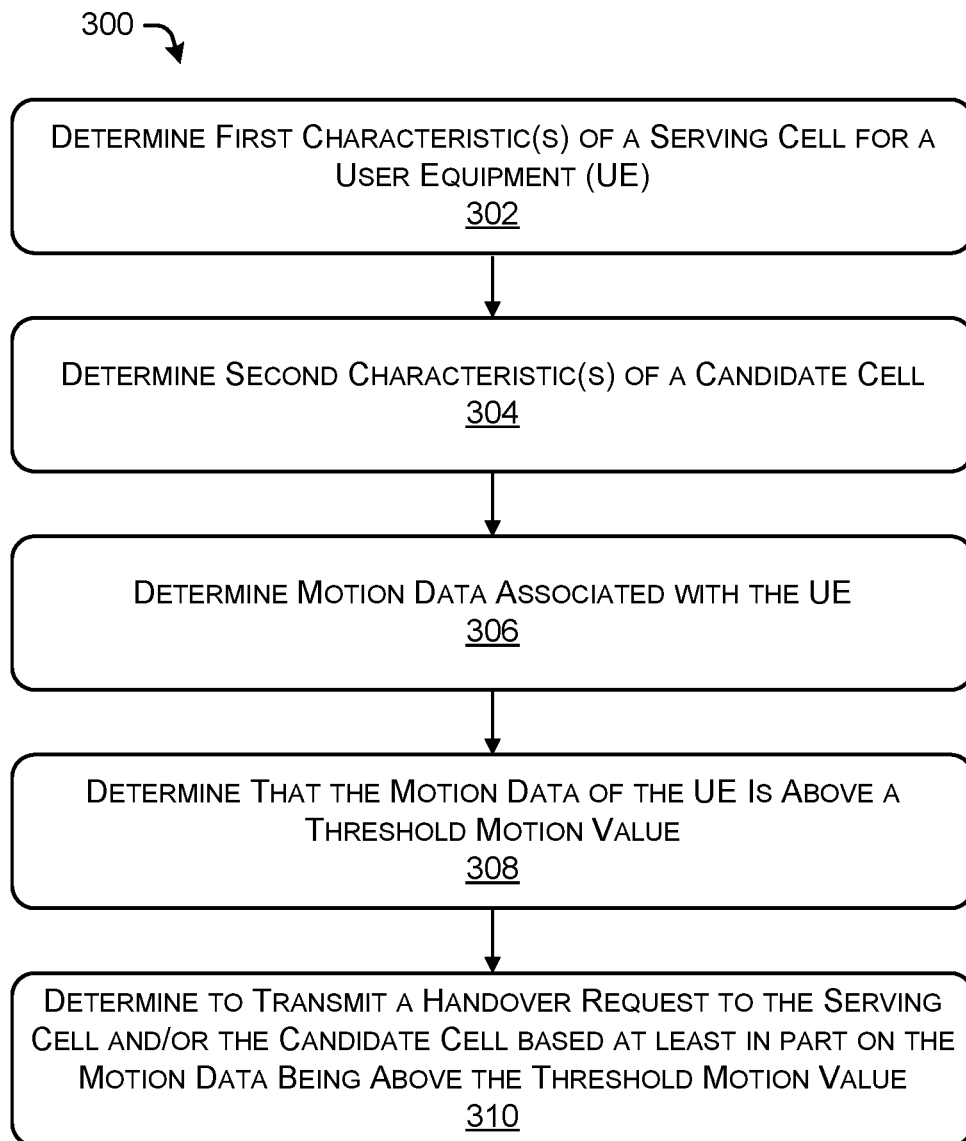 300
DETERMINE FIRST CHARACTERISTIC(S) OF A SERVING CELL FOR A
USER EQUIPMENT (UE)
302
DETERMINE SECOND CHARACTERISTIC(S) OF A CANDIDATE CELL
304
DETERMINE MOTION DATA ASSOCIATED WITH THE UE
306
DETERMINE THAT THE MOTION DATA OF THE UE IS ABOVE A
THRESHOLD MOTION VALUE
308
DETERMINE TO TRANSMIT A HANDOVER REQUEST TO THE SERVING
CELL AND/OR THE CANDIDATE CELL BASED AT LEAST IN PART ON THE
MOTION DATA BEING ABOVE THE THRESHOLD MOTION VALUE
310